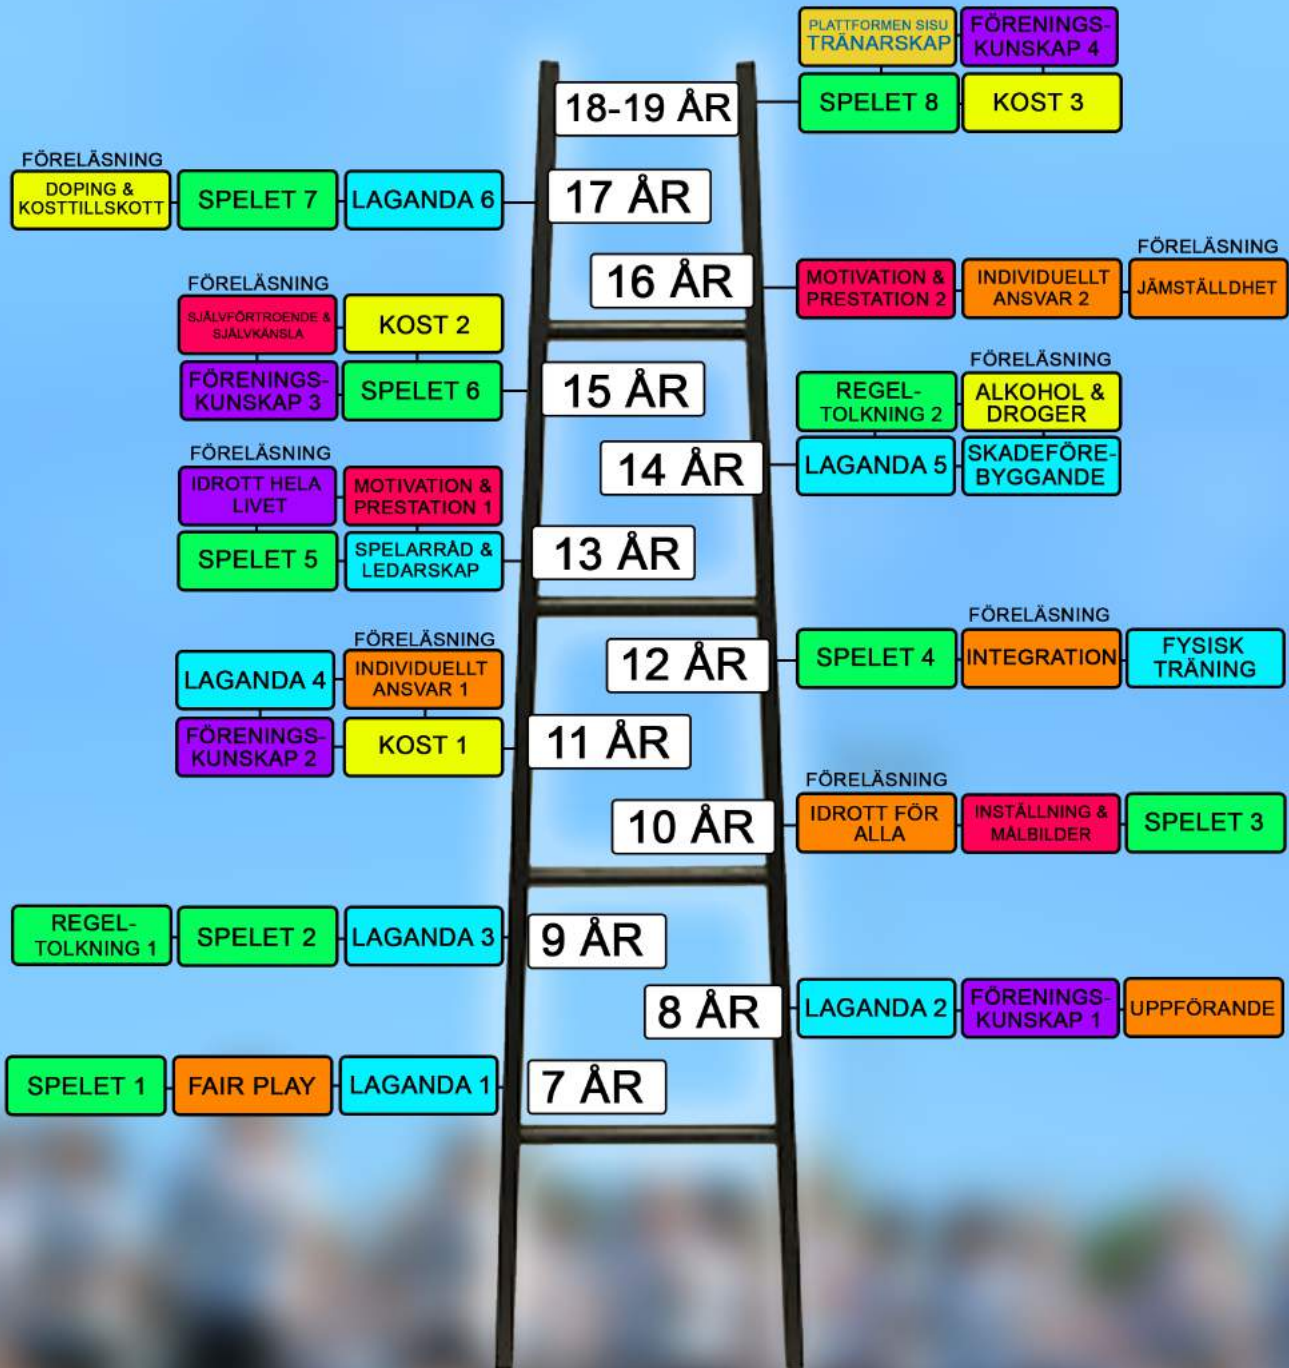 PLATTFORMEN SISU
TRÄNARSKAP
FÖRENINGS-
KUNSKAP 4
18-19 ÅR
SPELET 8
KOST 3
FÖRELÄSNING
DOPING &
KOSTTILLSKOTT
SPELET 7
LAGANDA 6
17 ÅR
FÖRELÄSNING
16 ÅR
MOTIVATION &
PRESTATION 2
INDIVIDUELLT
ANSVAR 2
JÄMSTÄLLDHET
FÖRELÄSNING
SJÄLVFÖRTROENDE &
SJÄLVKÄNSLA
KOST 2
FÖRENINGS-
KUNSKAP 3
SPELET 6
15 ÅR
FÖRELÄSNING
REGEL-
TOLKNING 2
ALKOHOL &
DROGER
14 ÅR
LAGANDA 5
SKADEFÖRE-
BYGGANDE
FÖRELÄSNING
IDROTT HELA
LIVET
MOTIVATION &
PRESTATION 1
SPELET 5
SPELARRÅD &
LEDARSKAP
13 ÅR
FÖRELÄSNING
12 ÅR
SPELET 4
INTEGRATION
FYSISK
TRÄNING
FÖRELÄSNING
LAGANDA 4
INDIVIDUELLT
ANSVAR 1
FÖRENINGS-
KUNSKAP 2
KOST 1
11 ÅR
FÖRELÄSNING
10 ÅR
IDROTT FÖR
ALLA
INSTÄLLNING &
MÅLBILDER
SPELET 3
REGEL-
TOLKNING 1
SPELET 2
LAGANDA 3
9 ÅR
8 ÅR
LAGANDA 2
FÖRENINGS-
KUNSKAP 1
UPPFÖRANDE
SPELET 1
FAIR PLAY
LAGANDA 1
7 ÅR